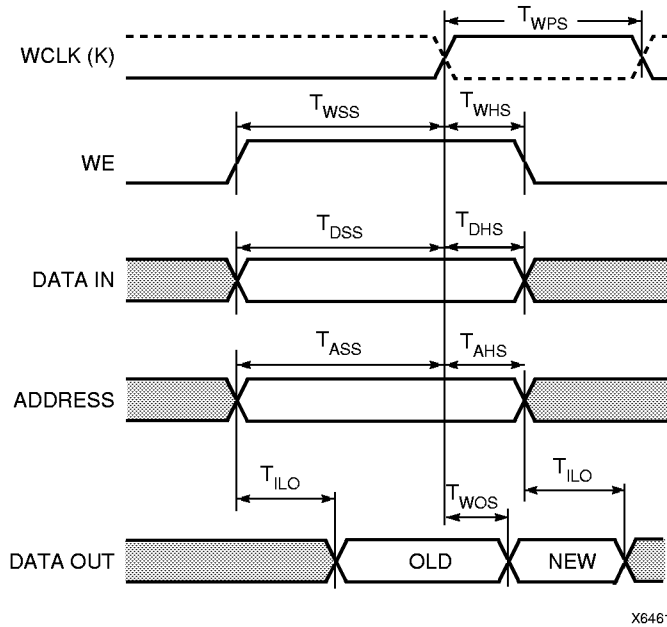 T_WPS
WCLK (K)
T_WSS T_WHS
WE
T_DSS T_DHS
DATA IN
T_ASS T_AHS
ADDRESS
T_ILO T_WOS T_ILO
DATA OUT OLD NEW
X6461